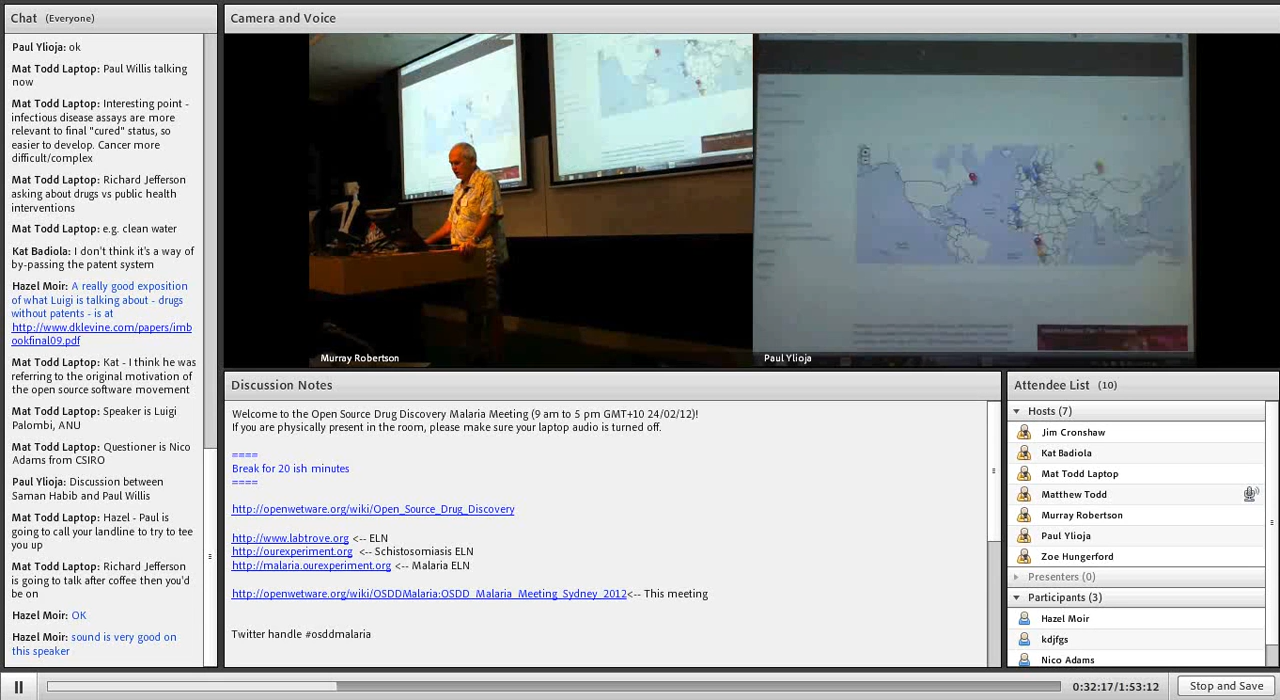 Chat (Everyone)
Paul Ylioja: ok
Mat Todd Laptop: Paul Willis talking
now
Mat Todd Laptop: Interesting point -
infectious disease assays are more
relevant to final "cured" status, so
easier to develop. Cancer more
difficult/complex
Mat Todd Laptop: Richard Jefferson
asking about drugs vs public health
interventions
Mat Todd Laptop: e.g. clean water
Kat Badiola: I don't think it's a way of
by-passing the patent system
Hazel Moir: A really good exposition
of what Luigi is talking about - drugs
without patents - is at
http://www.dklevine.com/papers/imb
ookfinal09.pdf
Mat Todd Laptop: Kat - I think he was
referring to the original motivation of
the open source software movement
Mat Todd Laptop: Speaker is Luigi
Palombi, ANU
Mat Todd Laptop: Questioner is Nico
Adams from CSIRO
Paul Ylioja: Discussion between
Saman Habib and Paul Willis
Mat Todd Laptop: Hazel - Paul is
going to call your landline to try to tee
you up
Mat Todd Laptop: Richard Jefferson
is going to talk after coffee then you'd
be on
Hazel Moir: OK
Hazel Moir: sound is very good on
this speaker
Camera and Voice
Murray Robertson
Paul Ylioja
Discussion Notes
Welcome to the Open Source Drug Discovery Malaria Meeting (9 am to 5 pm GMT+10 24/02/12)!
If you are physically present in the room, please make sure your laptop audio is turned off.
====
Break for 20 ish minutes
====
http://openwetware.org/wiki/Open_Source_Drug_Discovery
http://www.labtrove.org <-- ELN
http://ourexperiment.org <-- Schistosomiasis ELN
http://malaria.ourexperiment.org <-- Malaria ELN
http://openwetware.org/wiki/OSDDMalaria:OSDD_Malaria_Meeting_Sydney_2012<-- This meeting
Twitter handle #osddmalaria
Attendee List (10)
Hosts (7)
Jim Cronshaw
Kat Badiola
Mat Todd Laptop
Matthew Todd
Murray Robertson
Paul Ylioja
Zoe Hungerford
Presenters (0)
Participants (3)
Hazel Moir
kdjfgs
Nico Adams
0:32:17/1:53:12
Stop and Save